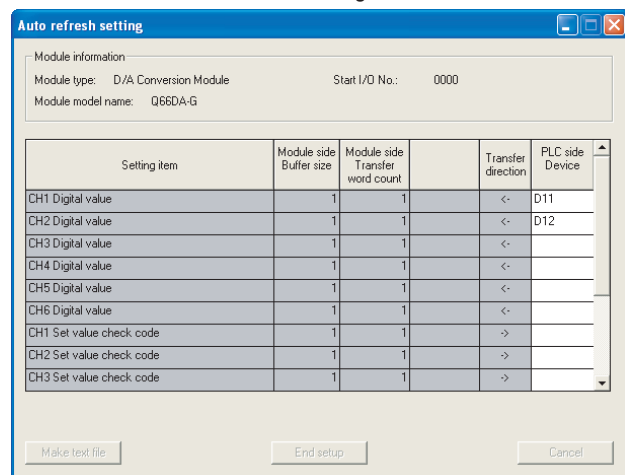 Auto refresh setting
Module information
Module type: D/A Conversion Module Start I/O No.: 0000
Module model name: Q66DA-G
Setting item Module side Buffer size Module side Transfer word count Transfer direction PLC side Device
CH1 Digital value 1 1 <- D11
CH2 Digital value 1 1 <- D12
CH3 Digital value 1 1 <-
CH4 Digital value 1 1 <-
CH5 Digital value 1 1 <-
CH6 Digital value 1 1 <-
CH1 Set value check code 1 1 ->
CH2 Set value check code 1 1 ->
CH3 Set value check code 1 1 ->
Make text file End setup Cancel